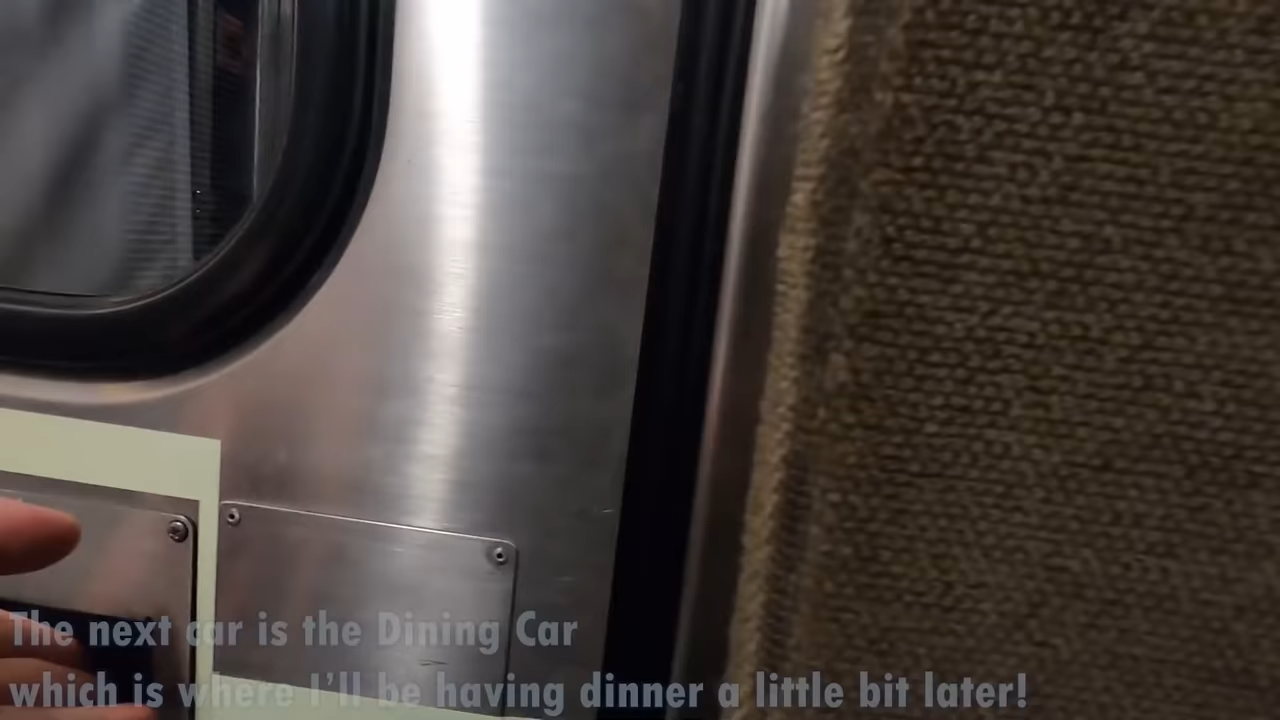 The next car is the Dining Car
which is where I'll be having dinner a little bit later!